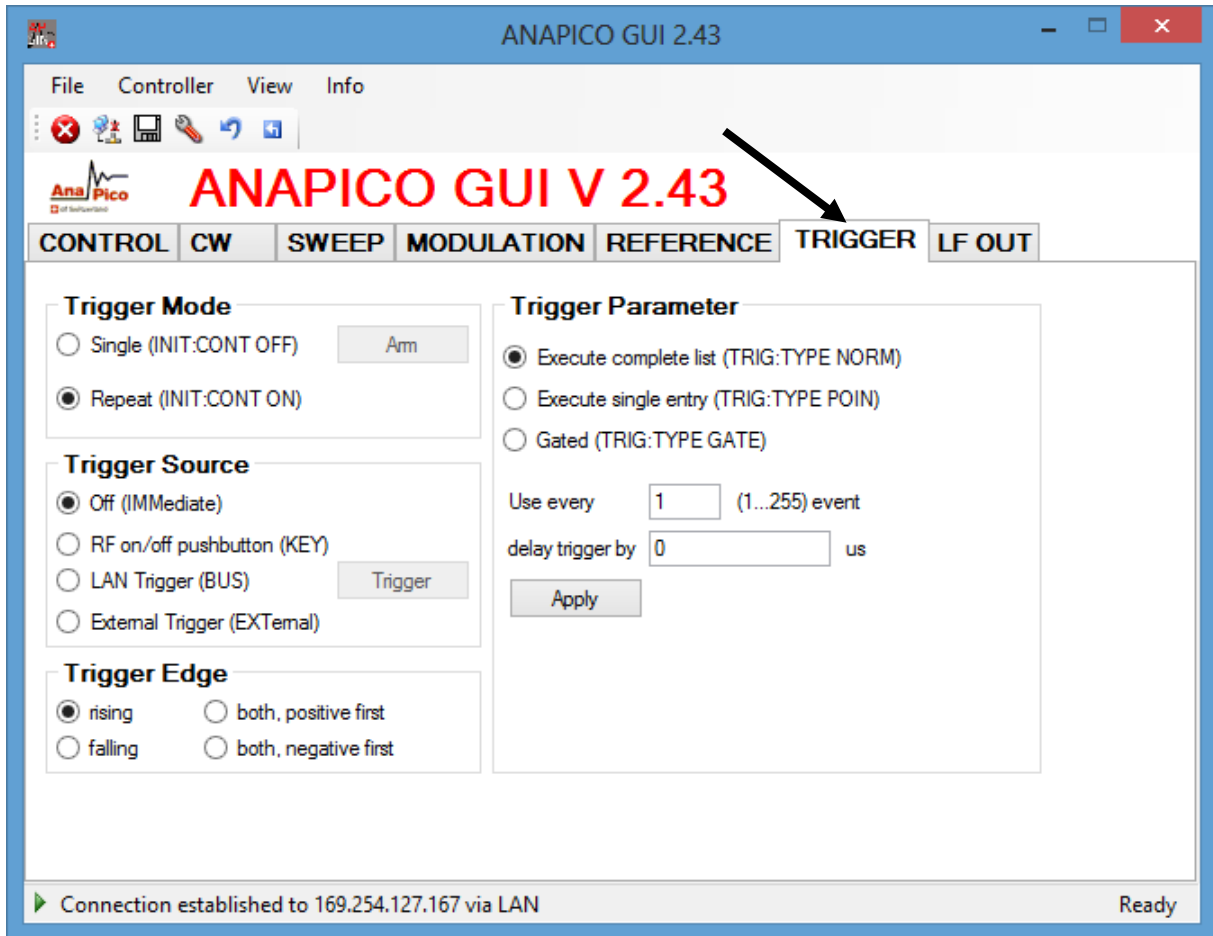 ANAPICO GUI 2.43
File Controller View Info
Ana Pico
of Switzerland
ANAPICO GUI V 2.43
CONTROL CW SWEEP MODULATION REFERENCE TRIGGER LF OUT
Trigger Mode
Single (INIT:CONT OFF) Arm
Repeat (INIT:CONT ON)
Trigger Source
Off (IMMediate)
RF on/off pushbutton (KEY)
LAN Trigger (BUS) Trigger
External Trigger (EXTernal)
Trigger Edge
rising both, positive first
falling both, negative first
Trigger Parameter
Execute complete list (TRIG:TYPE NORM)
Execute single entry (TRIG:TYPE POIN)
Gated (TRIG:TYPE GATE)
Use every 1 (1...255) event
delay trigger by 0 us
Apply
Connection established to 169.254.127.167 via LAN Ready